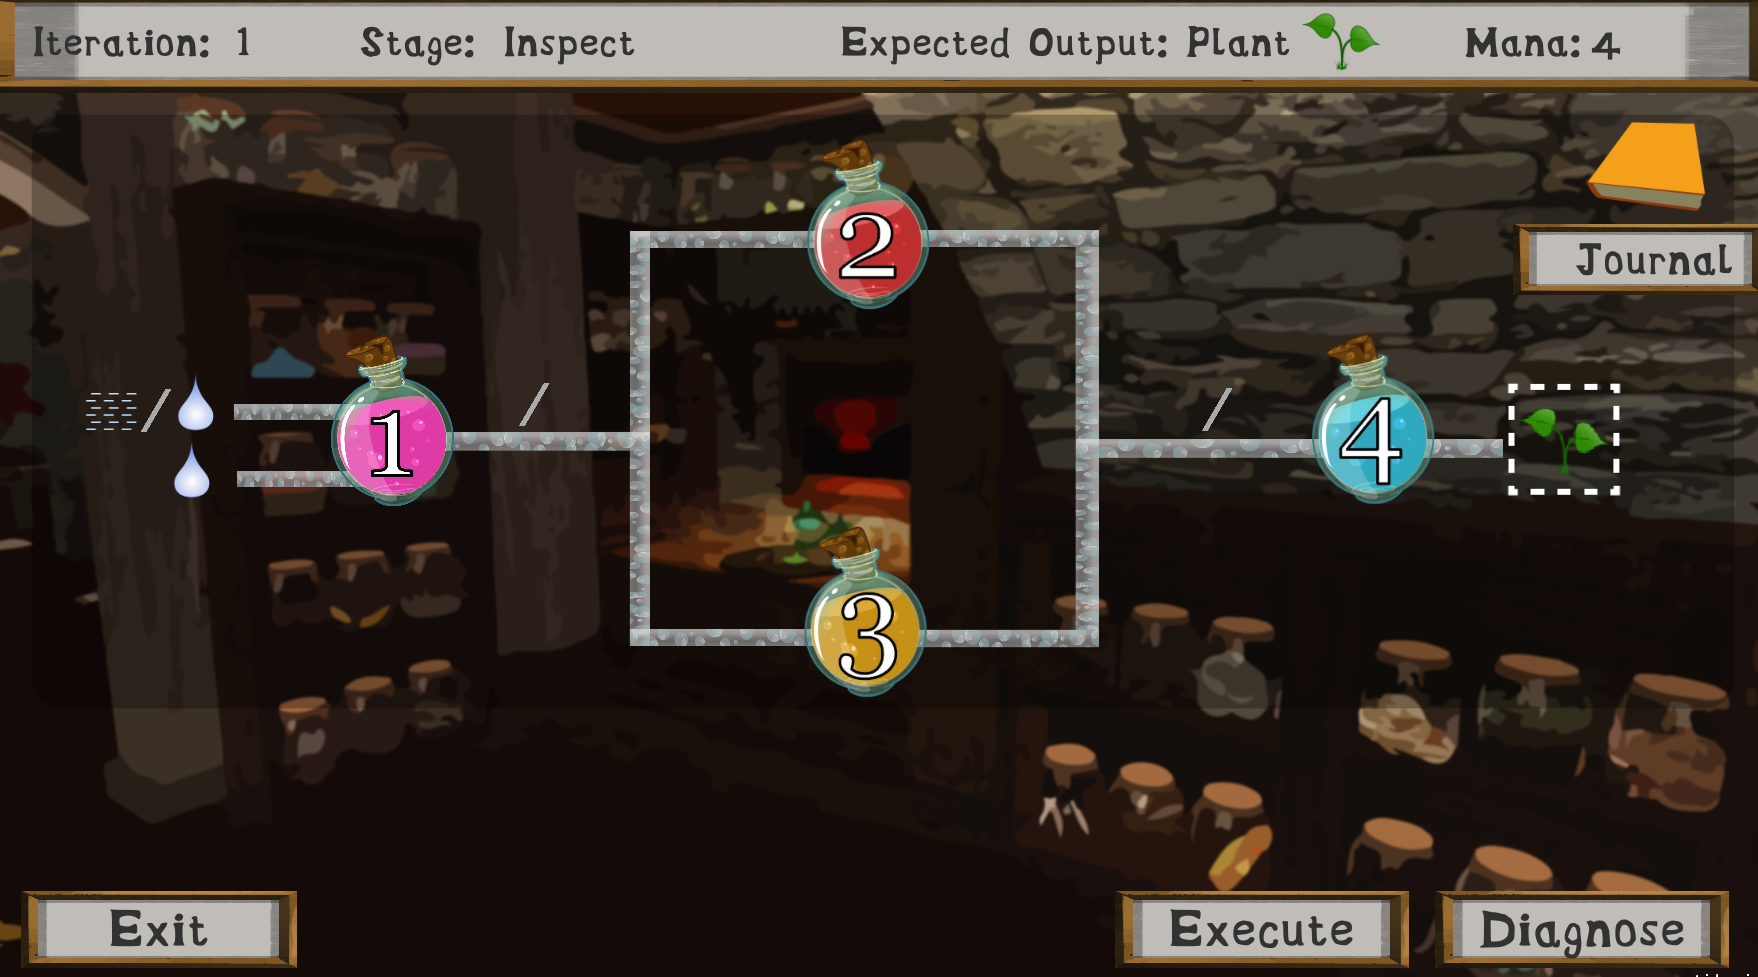 Iteration: 1 Stage: Inspect Expected Output: Plant Mana: 4
Journal
2
1
4
3
Exit Execute Diagnose